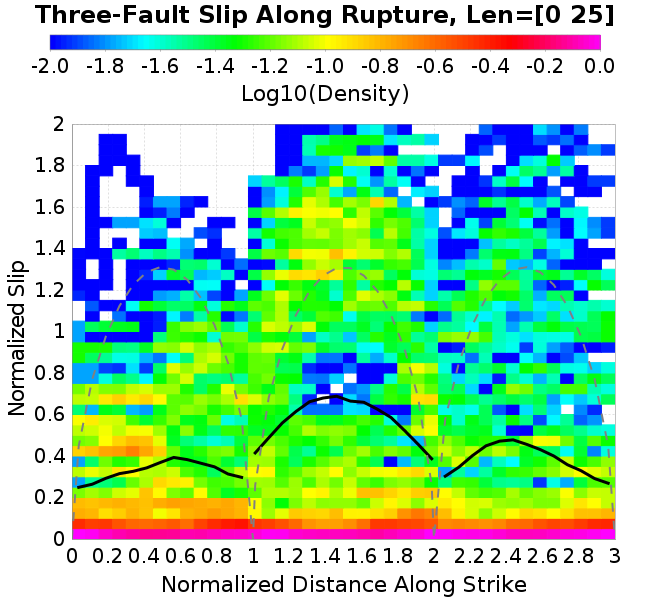 Three-Fault Slip Along Rupture, Len=[0 25]
-2.0 -1.8 -1.6 -1.4 -1.2 -1.0 -0.8 -0.6 -0.4 -0.2 0.0
Log10(Density)
Normalized Slip
2
1.8
1.6
1.4
1.2
1
0.8
0.6
0.4
0.2
0
0 0.2 0.4 0.6 0.8 1 1.2 1.4 1.6 1.8 2 2.2 2.4 2.6 2.8 3
Normalized Distance Along Strike